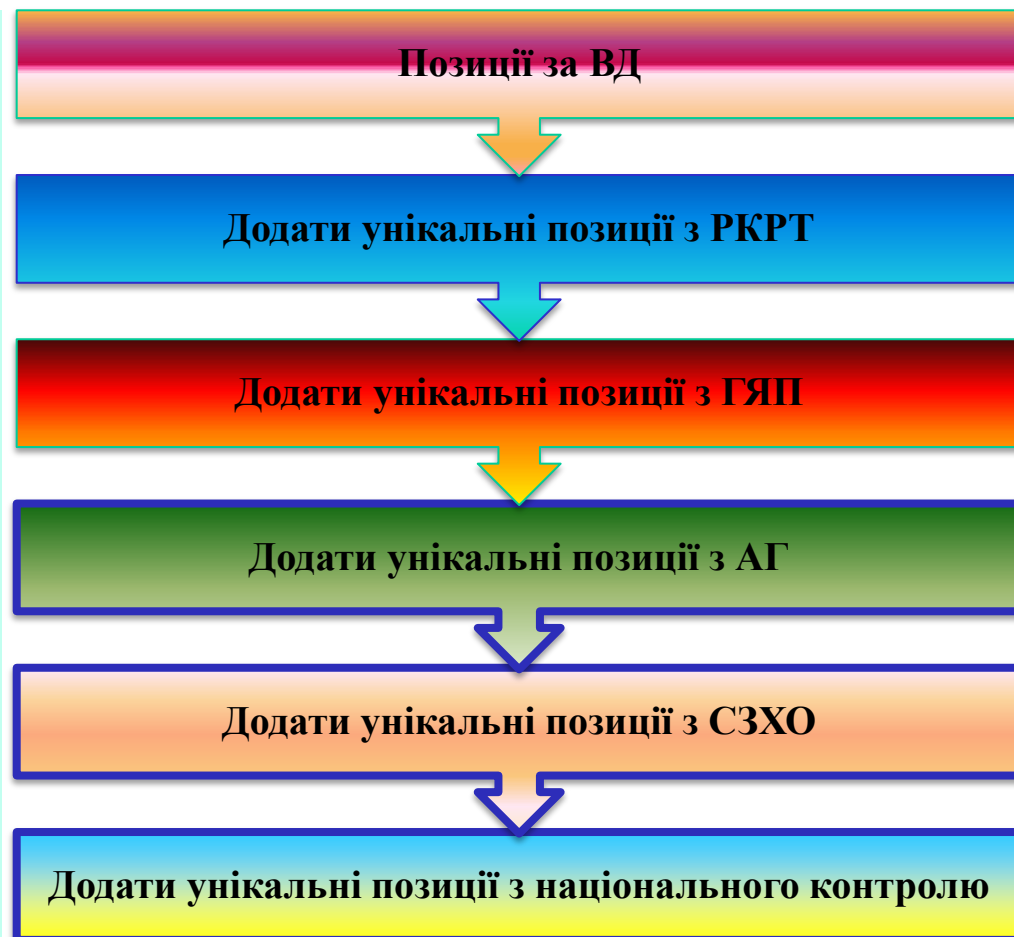 Позиції за ВД
Додати унікальні позиції з РКРТ
Додати унікальні позиції з ГЯП
Додати унікальні позиції з АГ
Додати унікальні позиції з СЗХО
Додати унікальні позиції з національного контролю